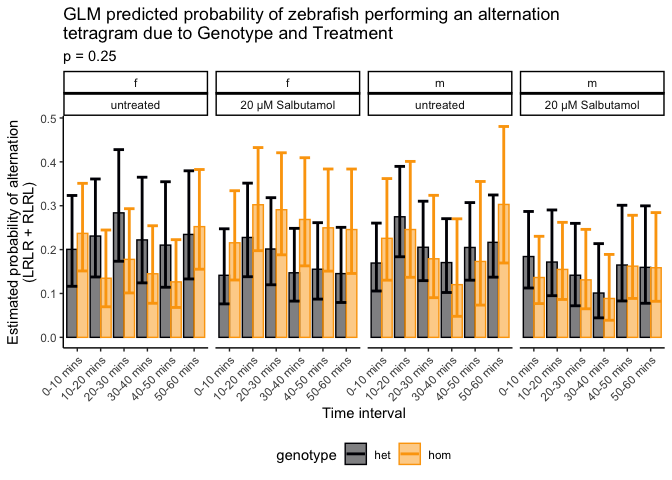 GLM predicted probability of zebrafish performing an alternation
tetragram due to Genotype and Treatment
p = 0.25
f f m m
untreated 20 µM Salbutamol untreated 20 µM Salbutamol
Estimated probability of alternation
(LRLR + RLRL)
0.5
0.4
0.3
0.2
0.1
0.0
0-10 mins 10-20 mins 20-30 mins 30-40 mins 40-50 mins 50-60 mins 0-10 mins 10-20 mins 20-30 mins 30-40 mins 40-50 mins 50-60 mins 0-10 mins 10-20 mins 20-30 mins 30-40 mins 40-50 mins 50-60 mins 0-10 mins 10-20 mins 20-30 mins 30-40 mins 40-50 mins 50-60 mins
Time interval
genotype het hom